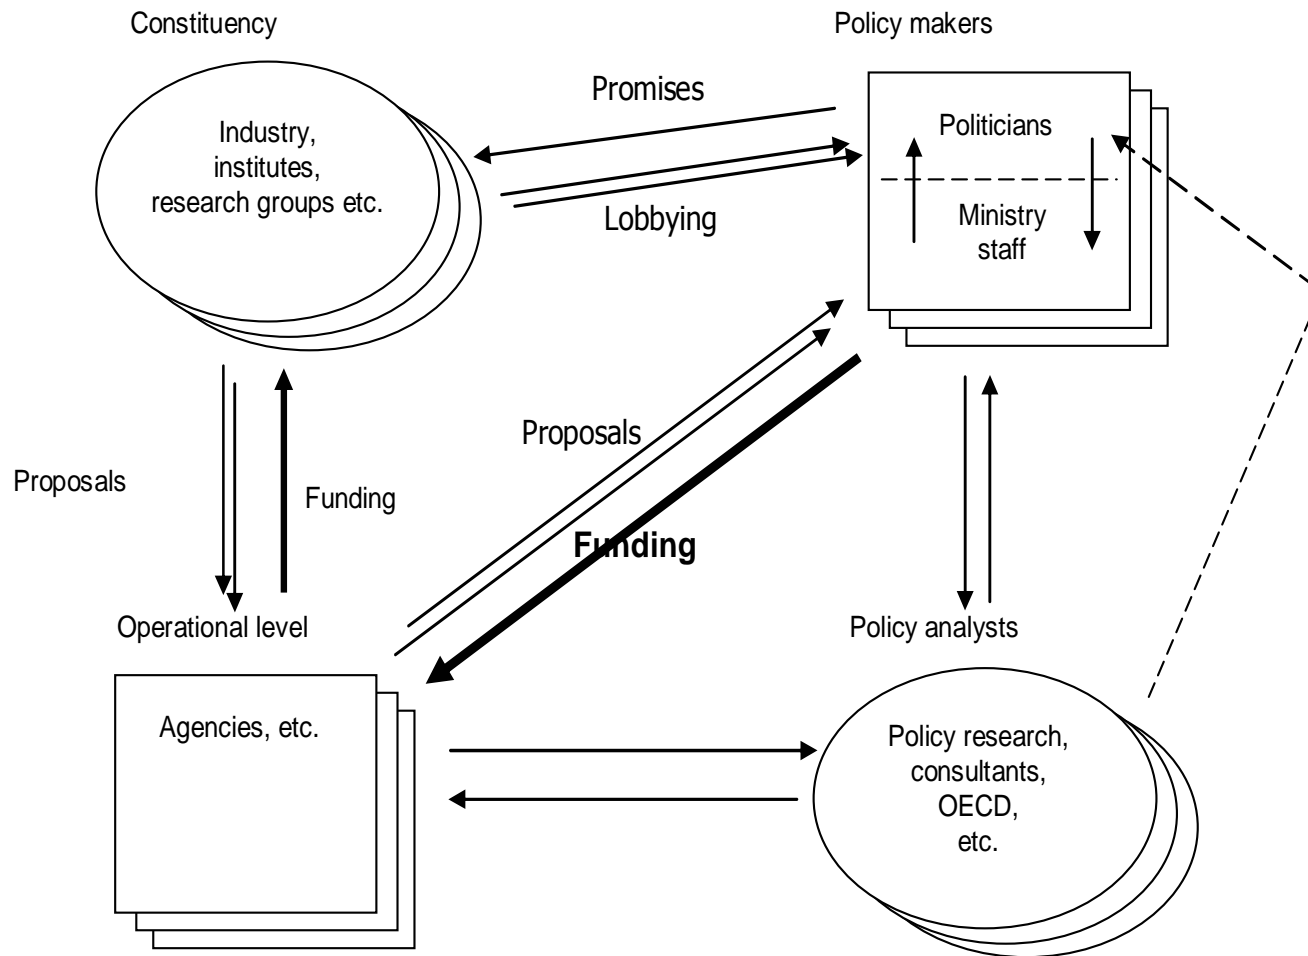 Constituency
Policy makers
Industry,
institutes,
research groups etc.
Promises
Lobbying
Politicians
Ministry
staff
Proposals
Funding
Proposals
Funding
Operational level
Policy analysts
Agencies, etc.
Policy research,
consultants,
OECD,
etc.